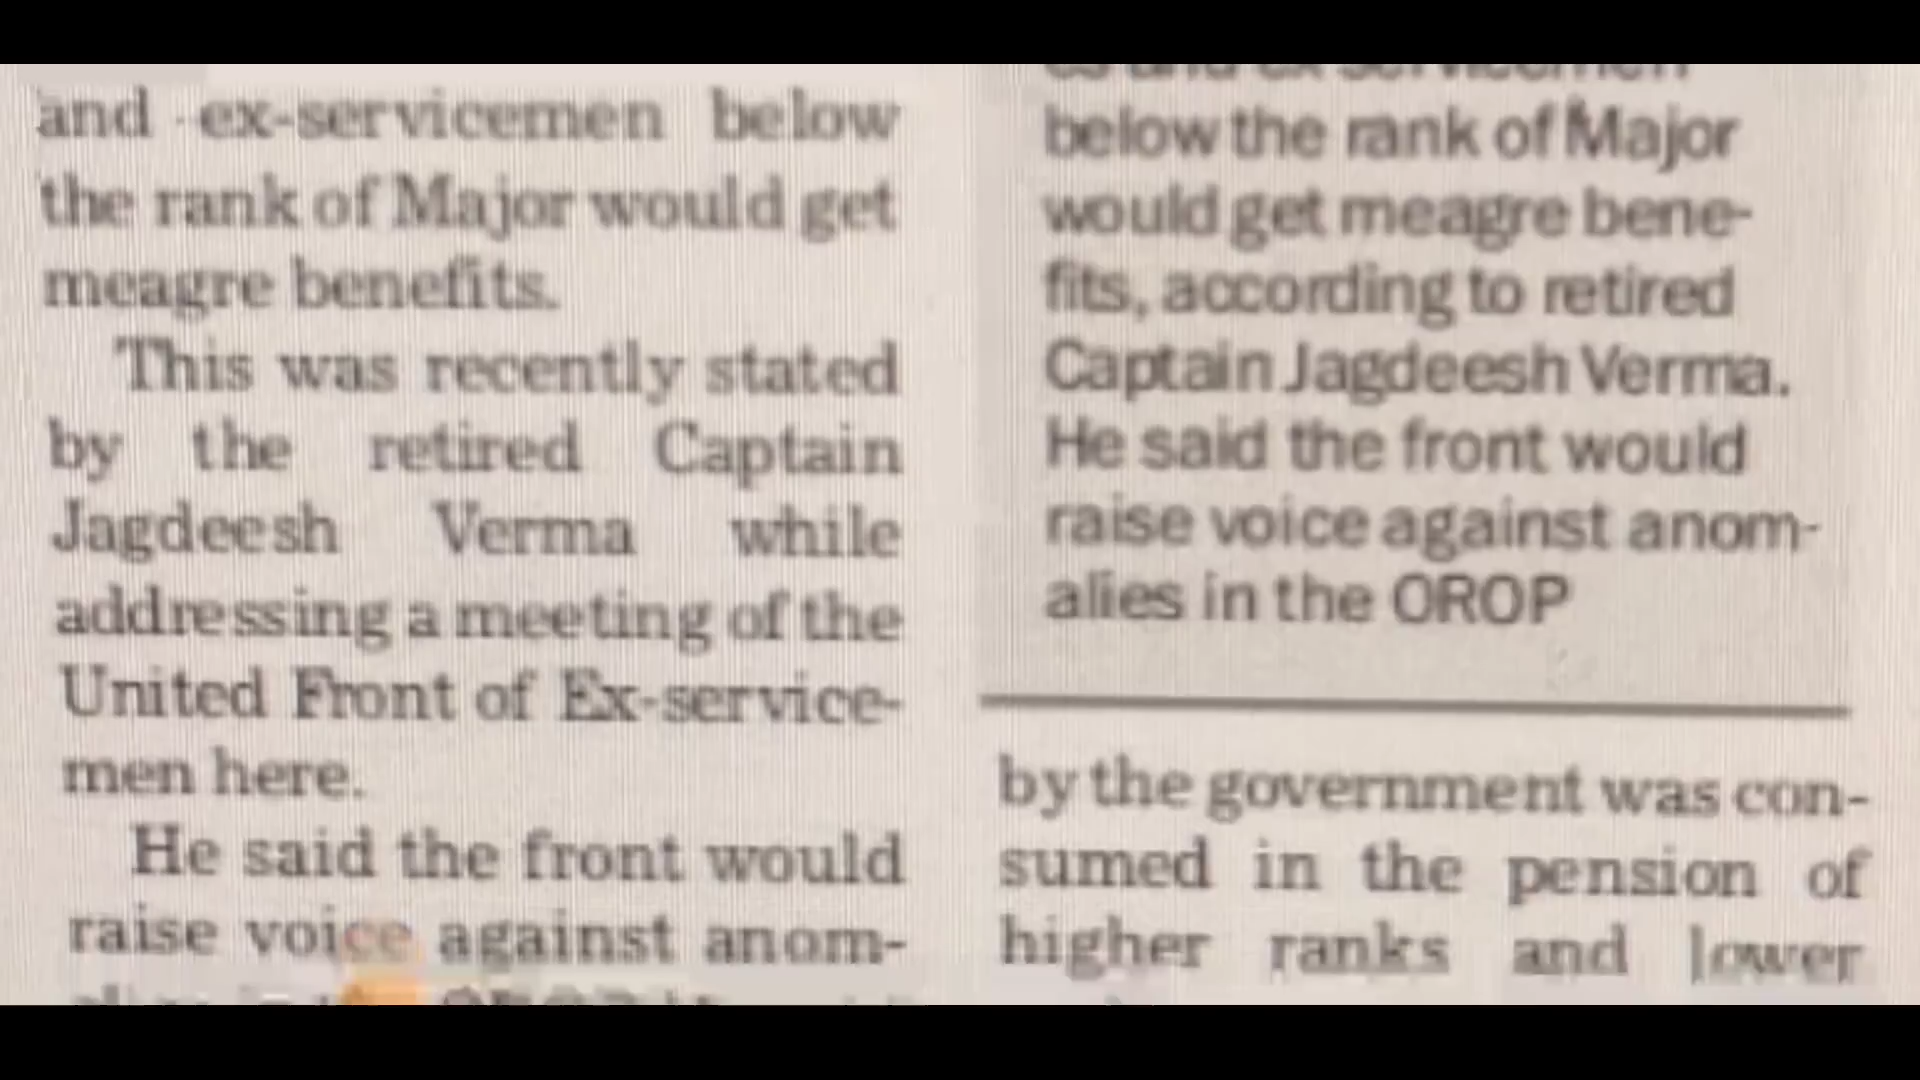 and ex-servicemen below
the rank of Major would get
meagre benefits.
This was recently stated
by the retired Captain
Jagdeesh Verma while
addressing a meeting of the
United Front of Ex-service-
men here.
He said the front would
raise voice against anom-
and ex-servicemen
below the rank of Major
would get meagre bene-
fits, according to retired
Captain Jagdeesh Verma.
He said the front would
raise voice against anom-
alies in the OROP
by the government was con-
sumed in the pension of
higher ranks and lower